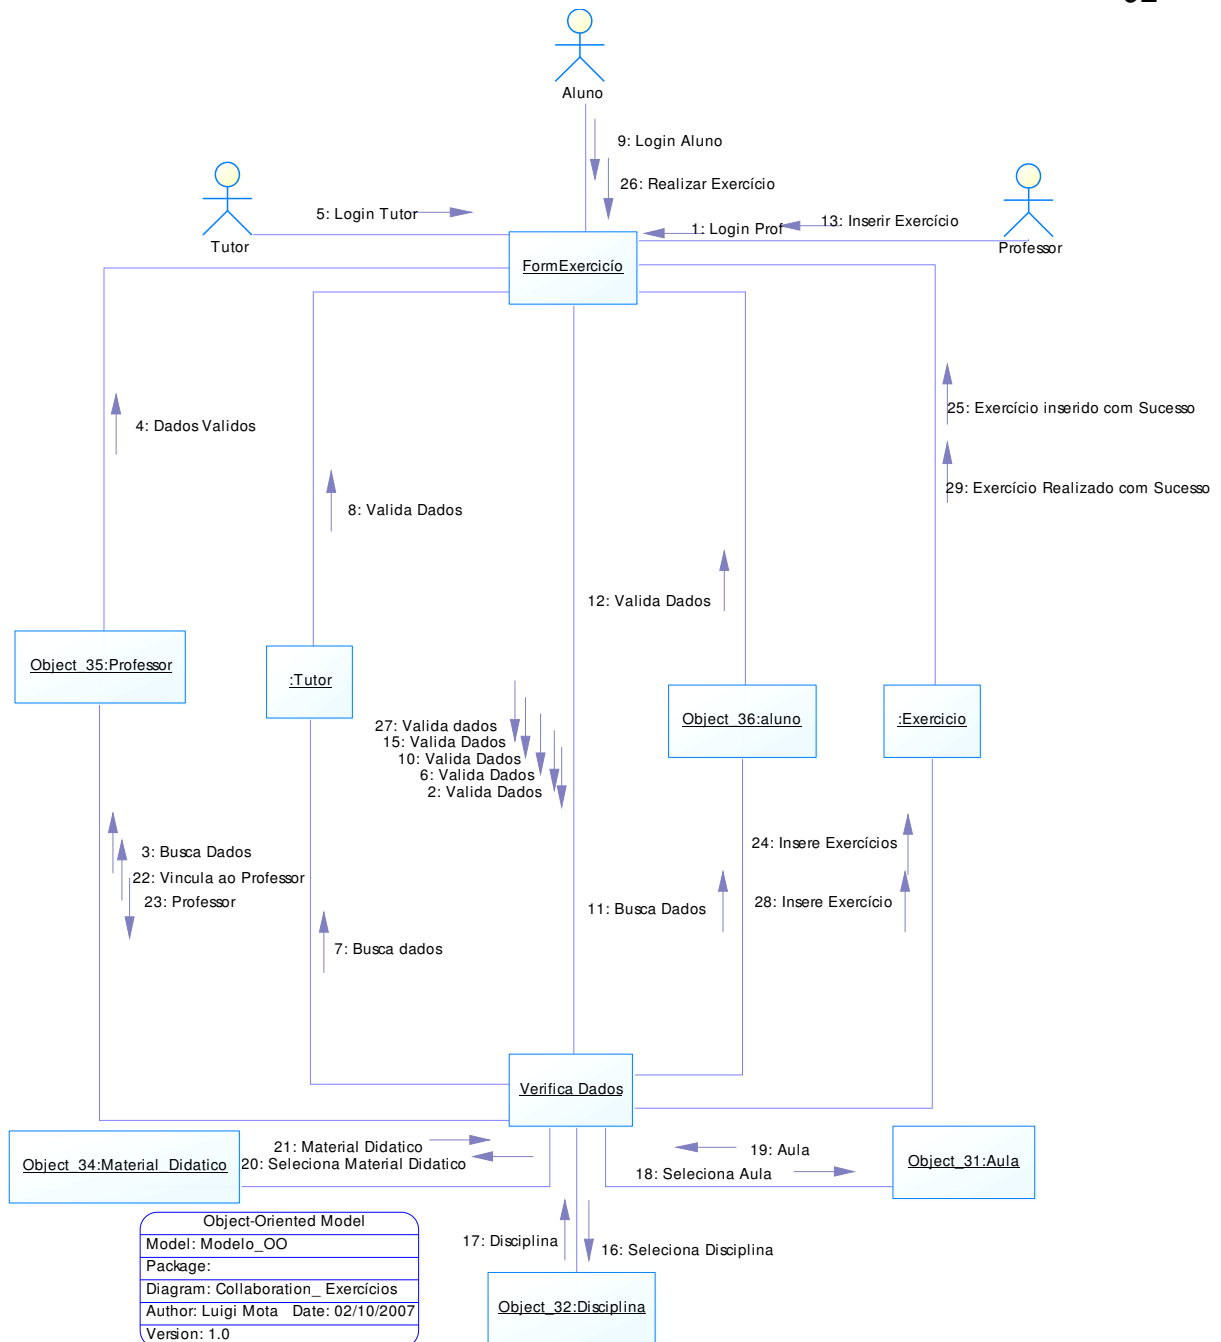 Aluno
9: Login Aluno
26: Realizar Exercício
5: Login Tutor
Tutor
1: Login Prof
13: Inserir Exercício
Professor
FormExercicío
4: Dados Validos
8: Valida Dados
12: Valida Dados
25: Exercício inserido com Sucesso
29: Exercício Realizado com Sucesso
Object_35:Professor
:Tutor
Object_36:aluno
:Exercicio
27: Valida dados
15: Valida Dados
10: Valida Dados
6: Valida Dados
2: Valida Dados
3: Busca Dados
22: Vincula ao Professor
23: Professor
7: Busca dados
11: Busca Dados
24: Insere Exercícios
28: Insere Exercício
Verifica Dados
Object_34:Material_Didatico
21: Material Didatico
20: Seleciona Material Didatico
19: Aula
18: Seleciona Aula
Object_31:Aula
17: Disciplina
16: Seleciona Disciplina
Object_32:Disciplina
Object-Oriented Model
Model: Modelo_OO
Package:
Diagram: Collaboration_ Exercícios
Author: Luigi Mota Date: 02/10/2007
Version: 1.0